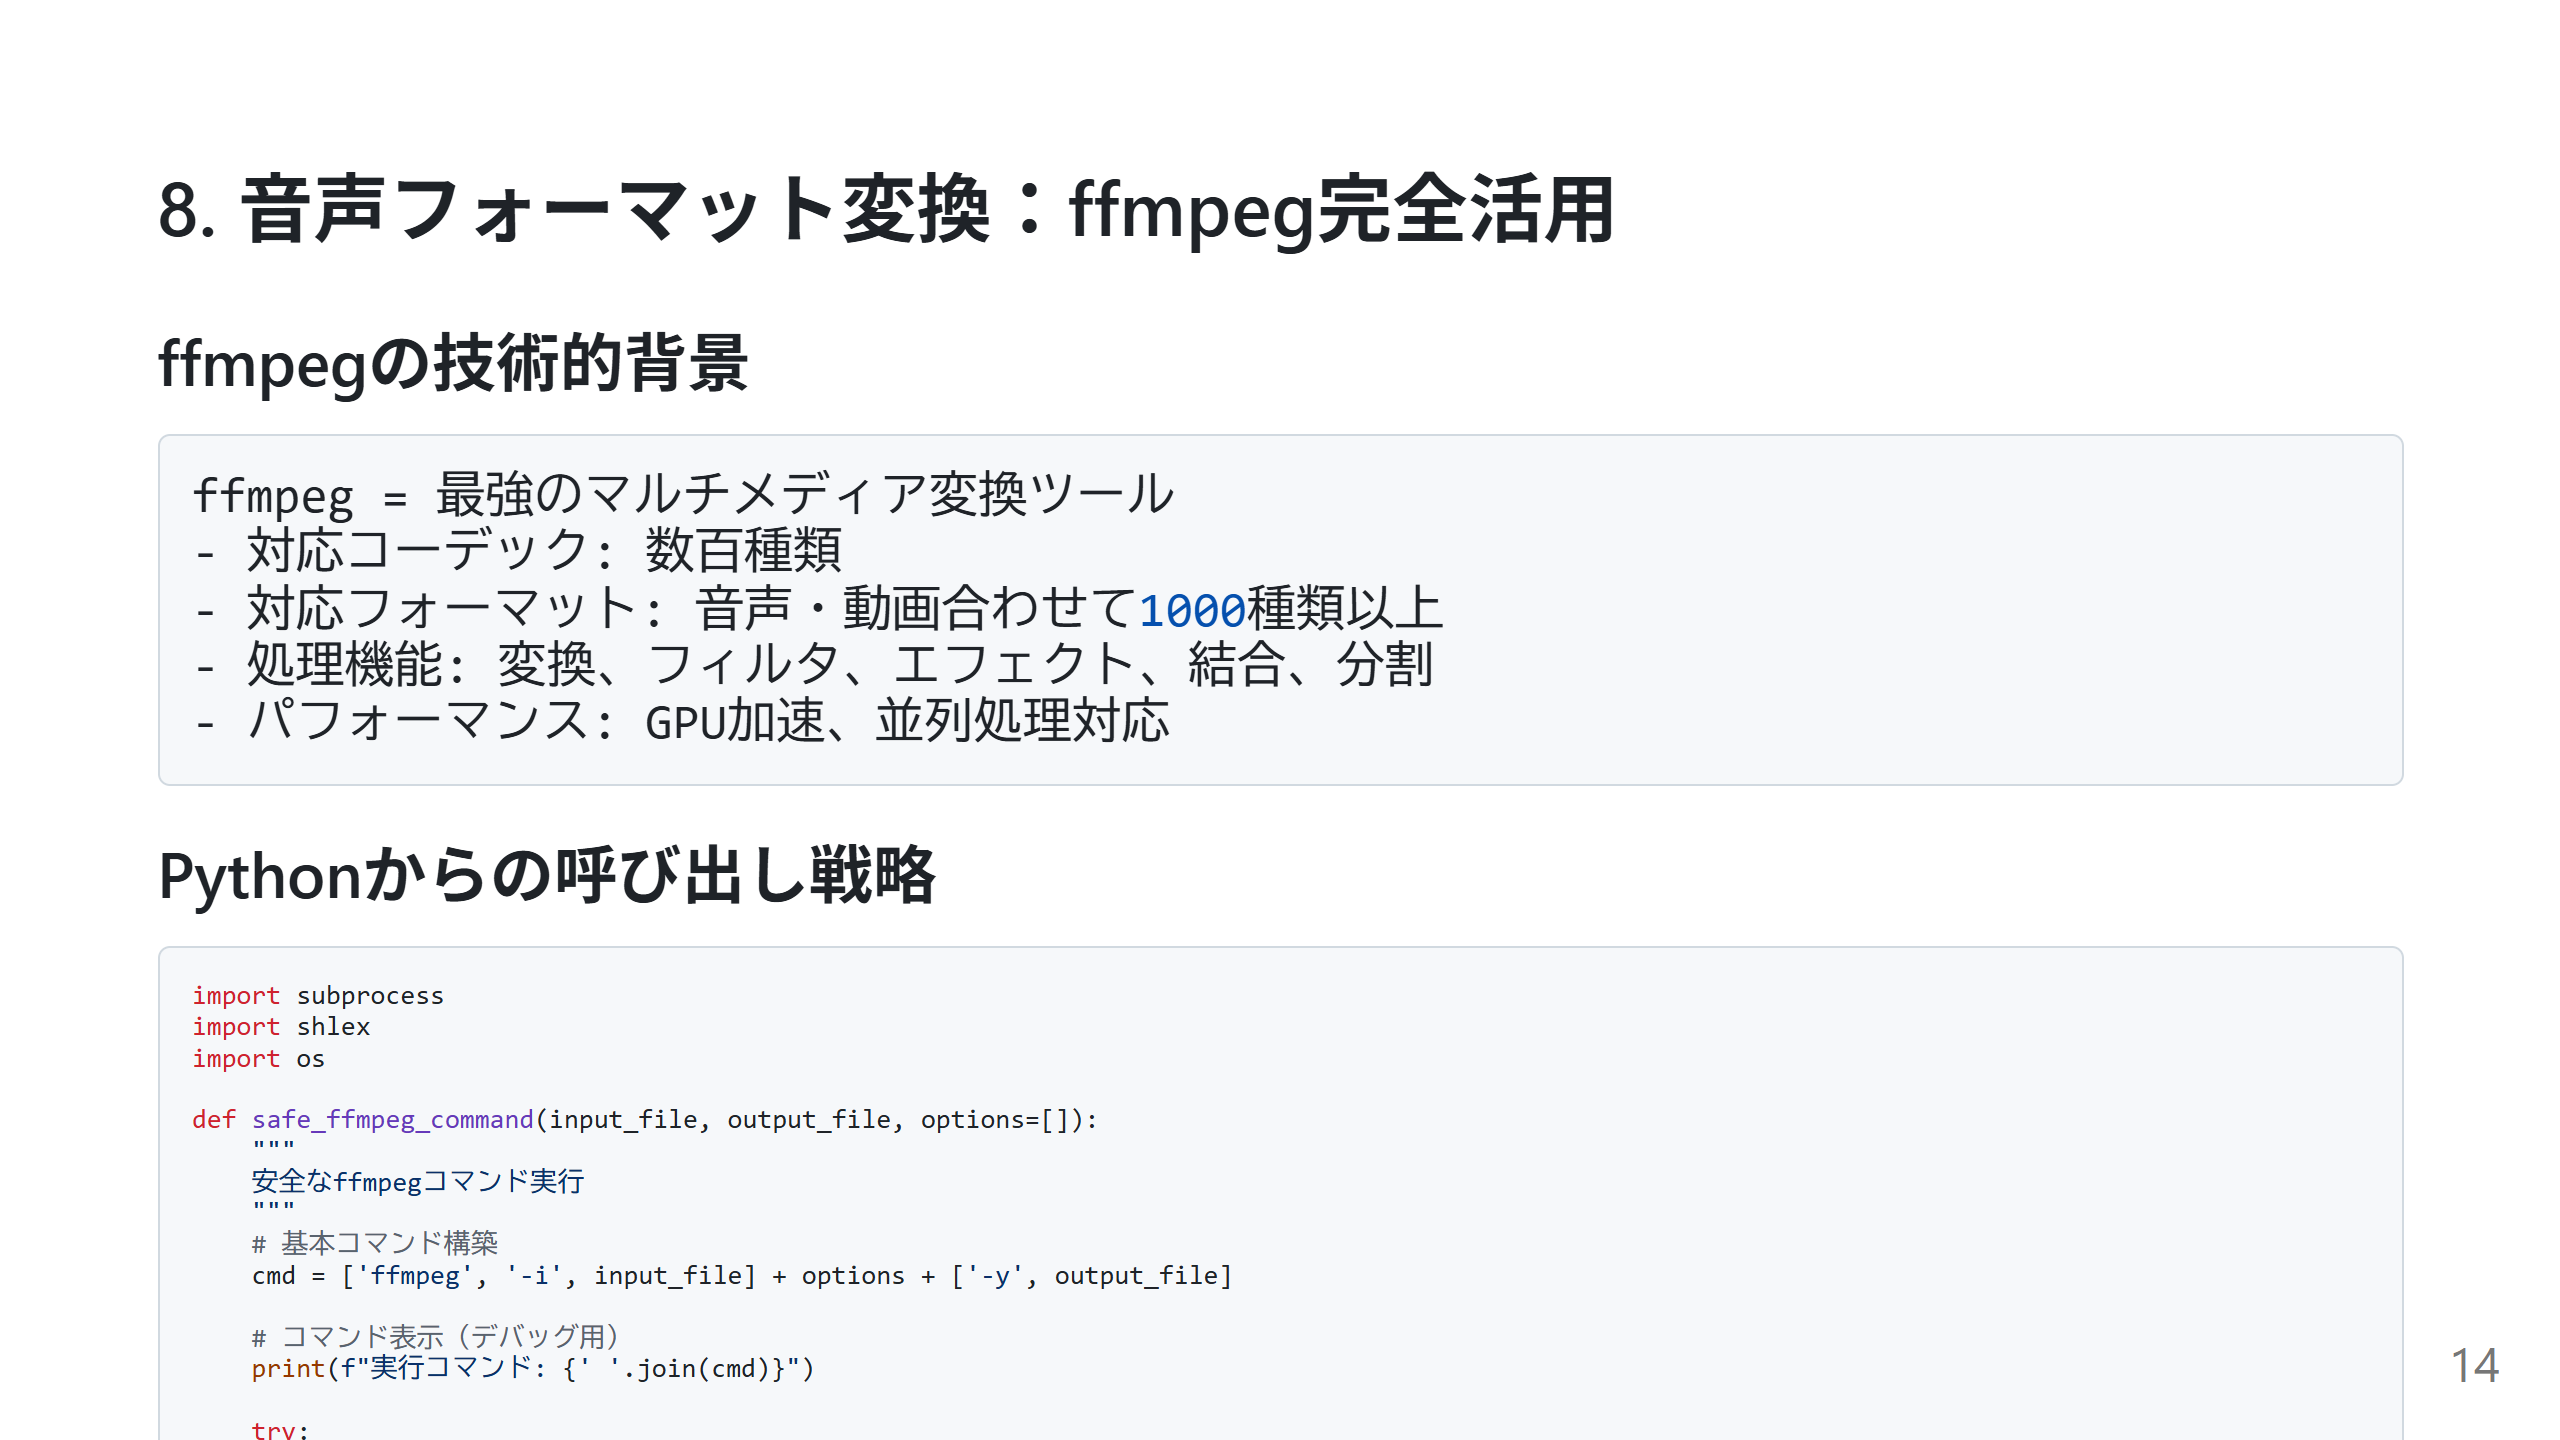 8. 音声フォーマット変換：ffmpeg完全活用
ffmpegの技術的背景
ffmpeg = 最強のマルチメディア変換ツール
- 対応コーデック: 数百種類
- 対応フォーマット: 音声・動画合わせて1000種類以上
- 処理機能: 変換、フィルタ、エフェクト、結合、分割
- パフォーマンス: GPU加速、並列処理対応
Pythonからの呼び出し戦略
import subprocess
import shlex
import os
def safe_ffmpeg_command(input_file, output_file, options=[]):
    """
    安全なffmpegコマンド実行
    """
    # 基本コマンド構築
    cmd = ['ffmpeg', '-i', input_file] + options + ['-y', output_file]
    # コマンド表示（デバッグ用）
    print(f"実行コマンド: {' '.join(cmd)}")
    try:
14